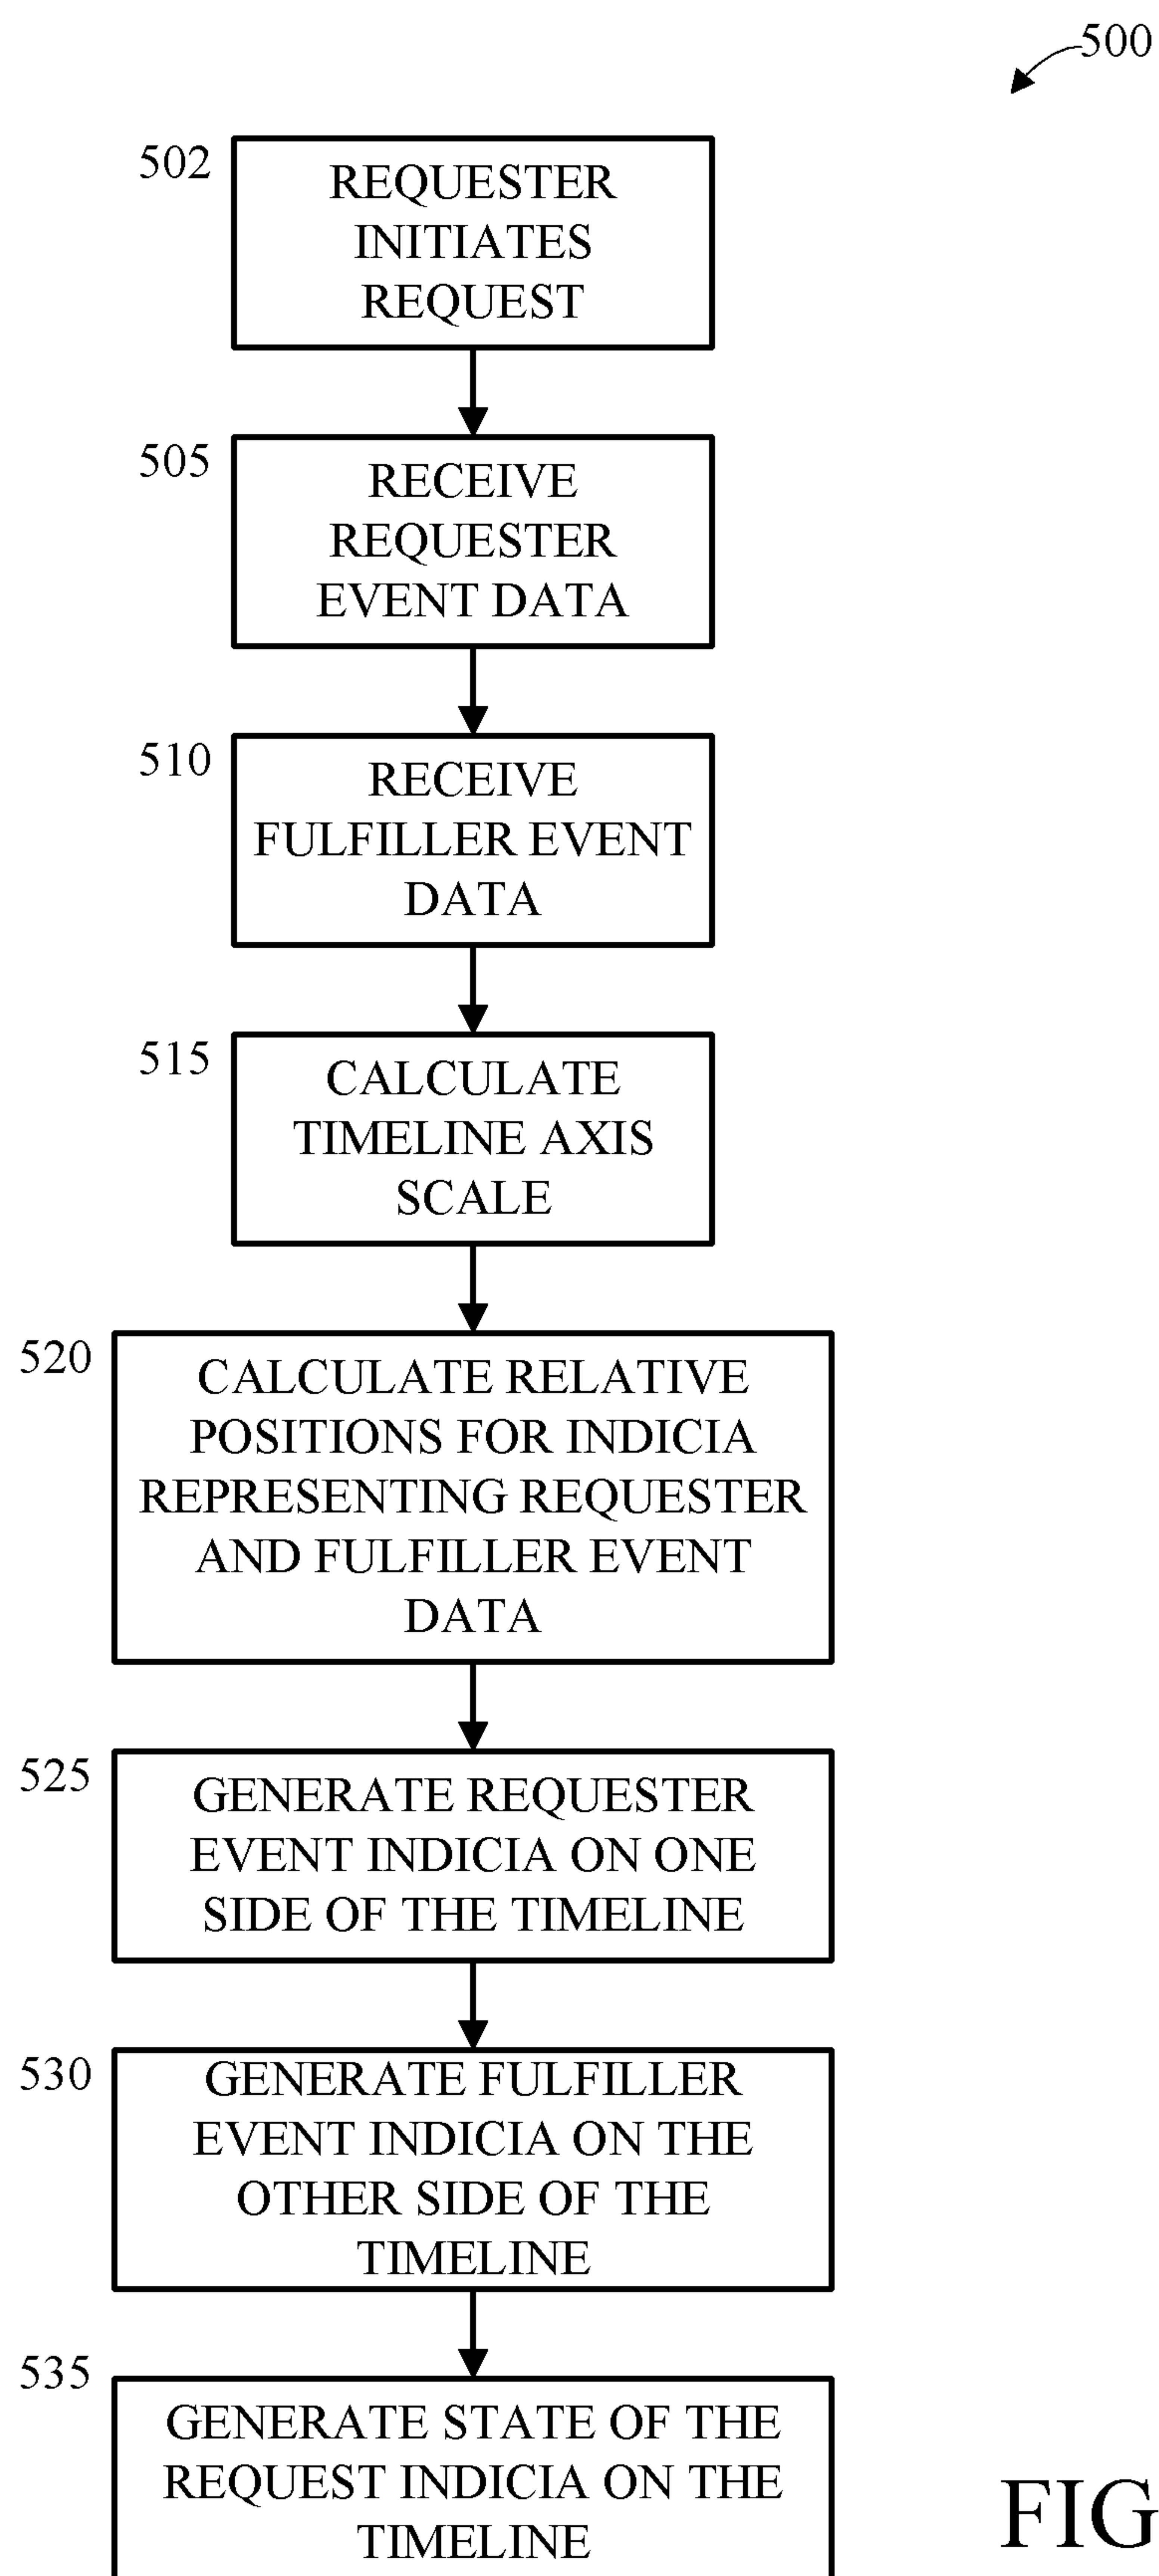 500
502
REQUESTER
INITIATES
REQUEST
505
RECEIVE
REQUESTER
EVENT DATA
510
RECEIVE
FULFILLER EVENT
DATA
515
CALCULATE
TIMELINE AXIS
SCALE
520
CALCULATE RELATIVE
POSITIONS FOR INDICIA
REPRESENTING REQUESTER
AND FULFILLER EVENT
DATA
525
GENERATE REQUESTER
EVENT INDICIA ON ONE
SIDE OF THE TIMELINE
530
GENERATE FULFILLER
EVENT INDICIA ON THE
OTHER SIDE OF THE
TIMELINE
535
GENERATE STATE OF THE
REQUEST INDICIA ON THE
TIMELINE
FIG